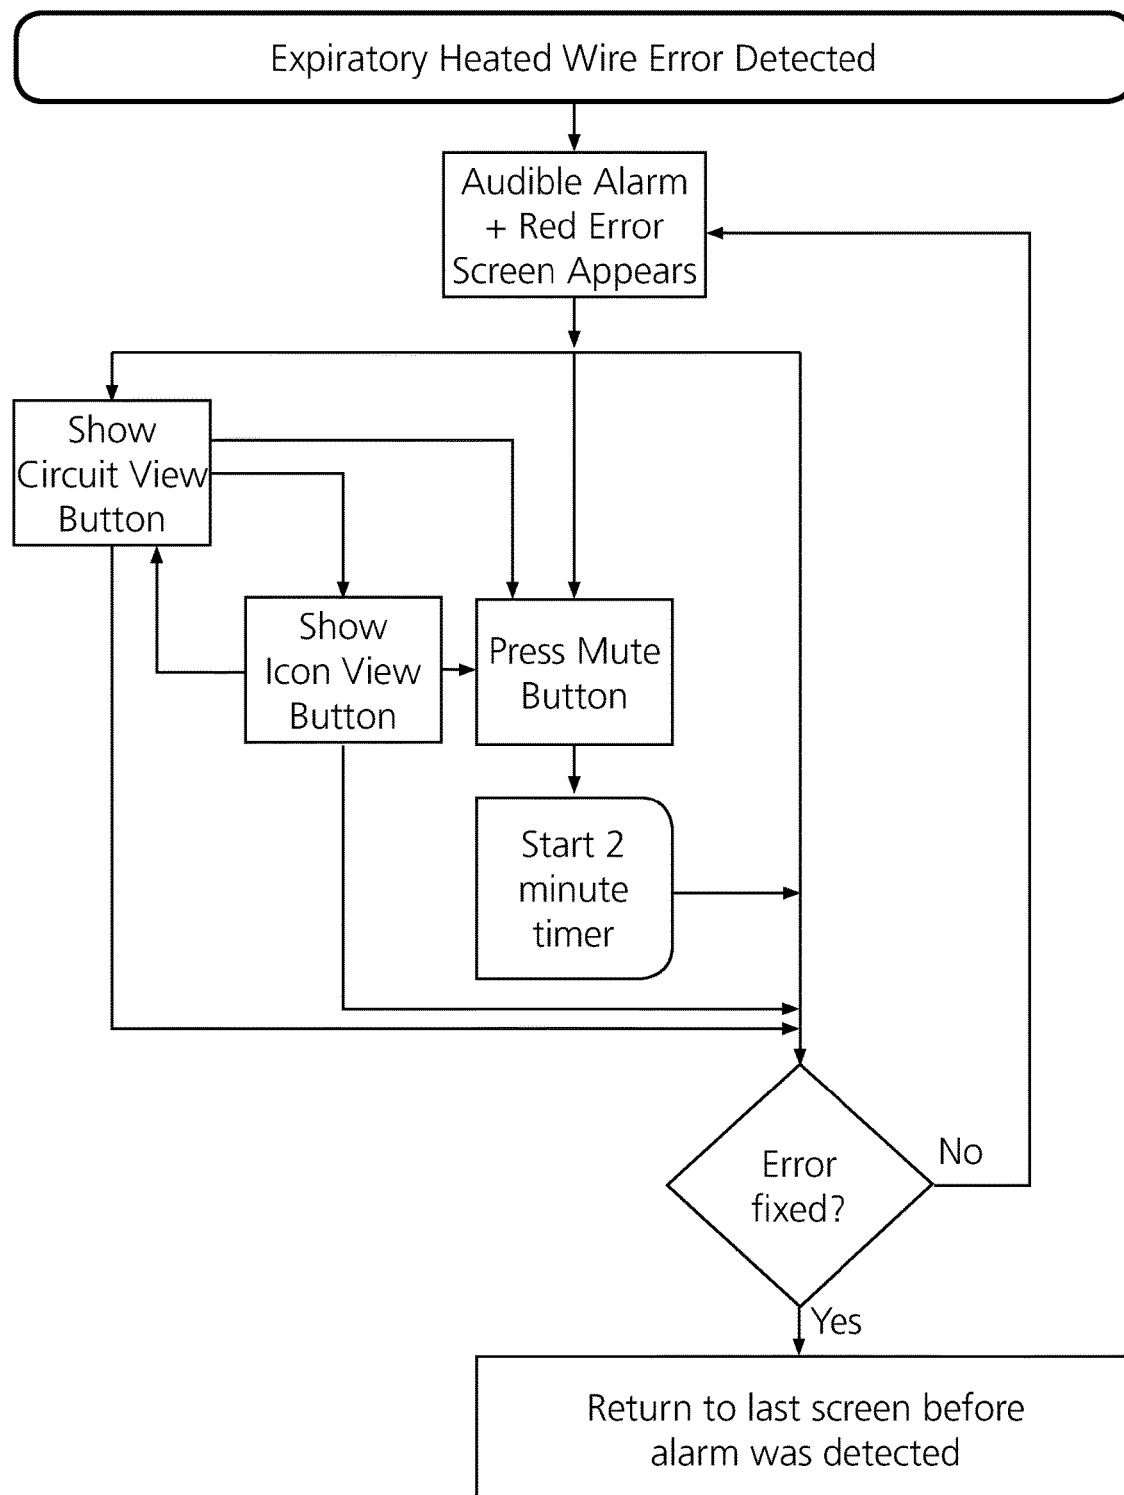 Expiratory Heated Wire Error Detected
Audible Alarm
+ Red Error
Screen Appears
Show
Circuit View
Button
Show
Icon View
Button
Press Mute
Button
Start 2
minute
timer
Error
fixed?
No
Yes
Return to last screen before
alarm was detected